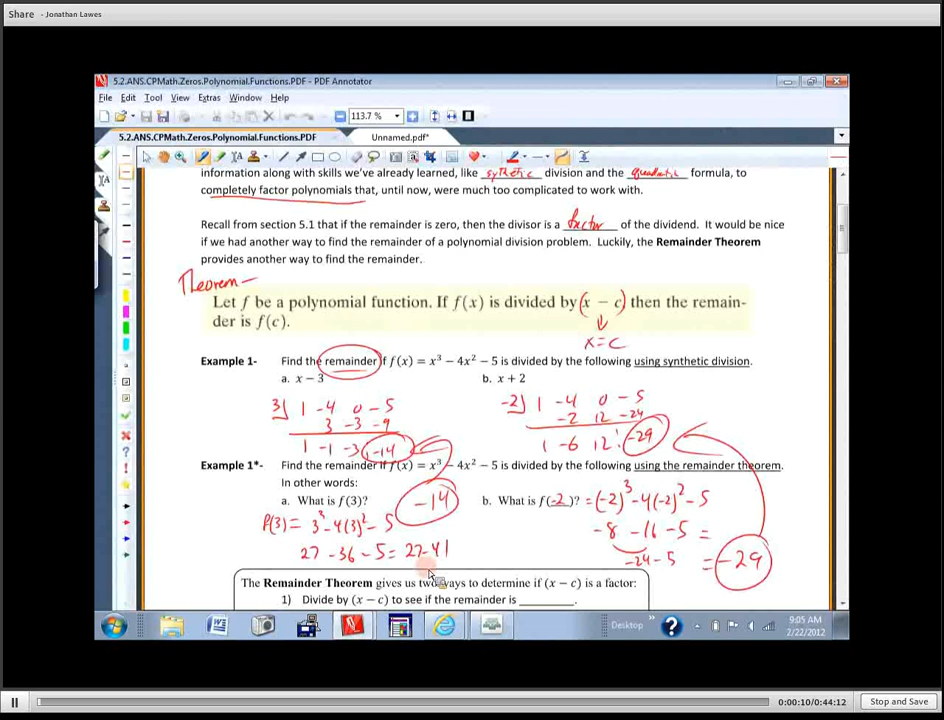 Share - Jonathan Lawes
5.2.ANS.CPMath.Zeros.Polynomial.Functions.PDF - PDF Annotator
File Edit Tool View Extras Window Help
113.7 %
5.2.ANS.CPMath.Zeros.Polynomial.Functions.PDF Unnamed.pdf*
information along with skills we've already learned, like synthetic division and the quadratic formula, to
completely factor polynomials that, until now, were much too complicated to work with.
Recall from section 5.1 that if the remainder is zero, then the divisor is a factor of the dividend. It would be nice
if we had another way to find the remainder of a polynomial division problem. Luckily, the Remainder Theorem
provides another way to find the remainder.
Theorem-
Let f be a polynomial function. If f(x) is divided by (x − c) then the remain-
der is f(c).
x=c
Example 1- Find the remainder if f(x) = x³ − 4x² − 5 is divided by the following using synthetic division.
a. x − 3 b. x + 2
3| 1 -4 0 -5 -2| 1 -4 0 -5
3 -3 -9 -2 12 -24
1 -1 -3 -14 1 -6 12 -29
Example 1*- Find the remainder if f(x) = x³ − 4x² − 5 is divided by the following using the remainder theorem.
In other words:
a. What is f(3)? -14 b. What is f(-2)? = (-2)³-4(-2)²-5
f(3)= 3³-4(3)²-5 -8 -16 -5 =
27 -36 -5 = 27-41 -24 -5 = -29
The Remainder Theorem gives us two ways to determine if (x − c) is a factor:
1) Divide by (x − c) to see if the remainder is ________.
Desktop 9:05 AM
2/22/2012
0:00:10 / 0:44:12 Stop and Save